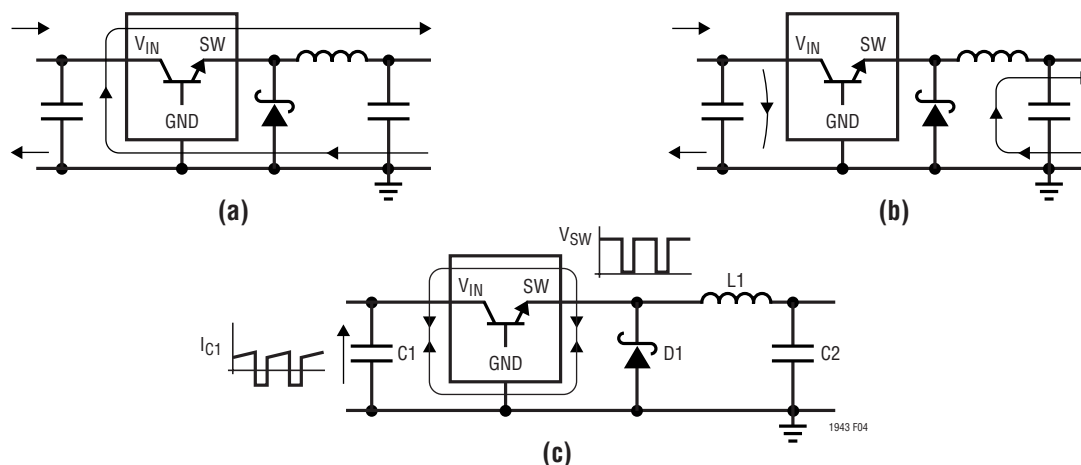 VIN SW
GND
(a)
VIN SW
GND
(b)
VSW
L1
VIN SW
IC1
C1
GND
D1
C2
1943 F04
(c)